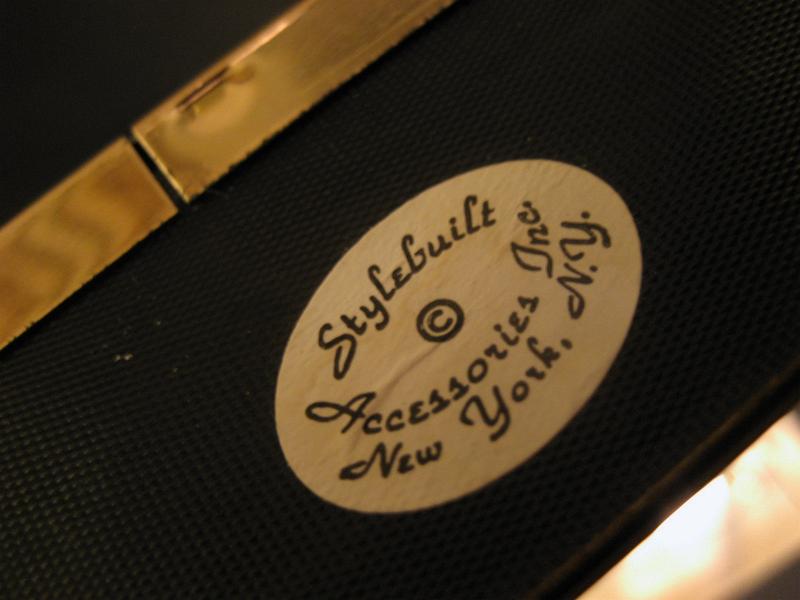 Stylebuilt
©
Accessories Inc
New York, N.Y.